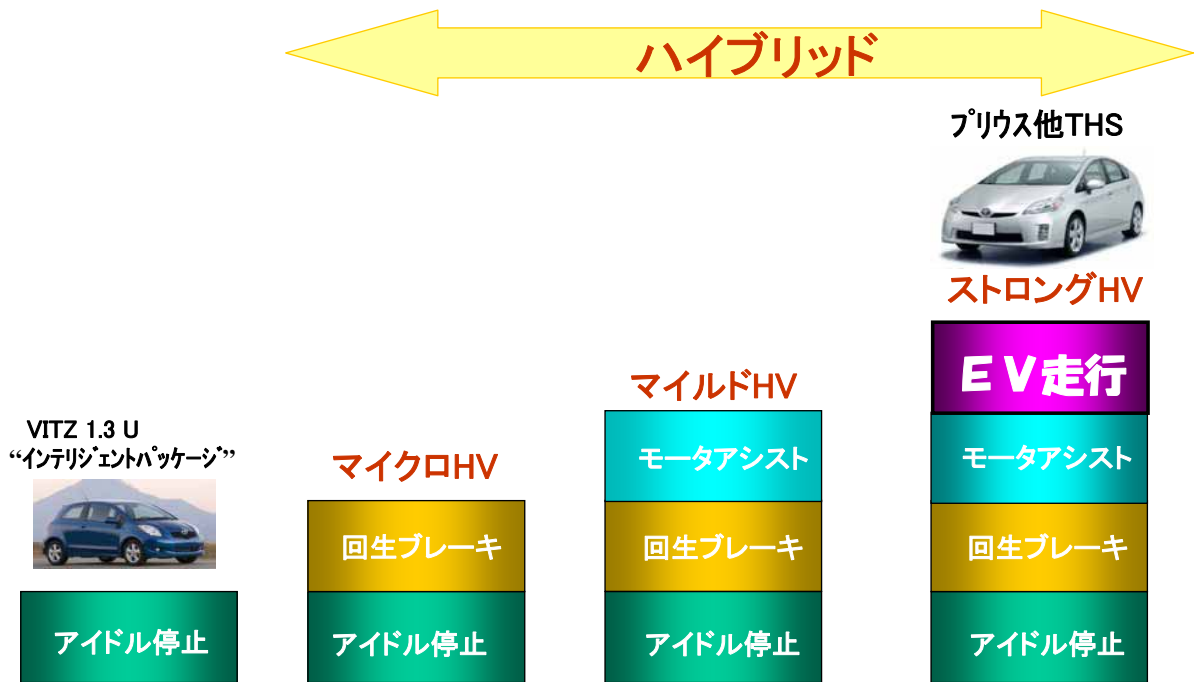 ハイブリッド
プリウス他THS
ストロングHV
EV走行
モータアシスト
回生ブレーキ
アイドル停止
マイルドHV
モータアシスト
回生ブレーキ
アイドル停止
マイクロHV
回生ブレーキ
アイドル停止
VITZ 1.3 U
“インテリジェントパッケージ”
アイドル停止